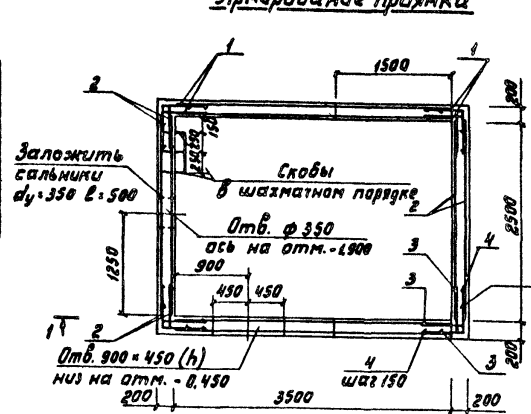 Армирование приямка
1
1500
1
200
2
150
250
250
Заложить
сальники
dу=350 ℓ=500
Скобы
в шахматном порядке
2
2500
Отв. ф 350
ось на отм.-1,900
3
4
1250
900
450
450
3
1
2
Отв. 900 × 450 (h)
низ на отм. - 0,450
4
шаг 150
3
200
200
3500
200